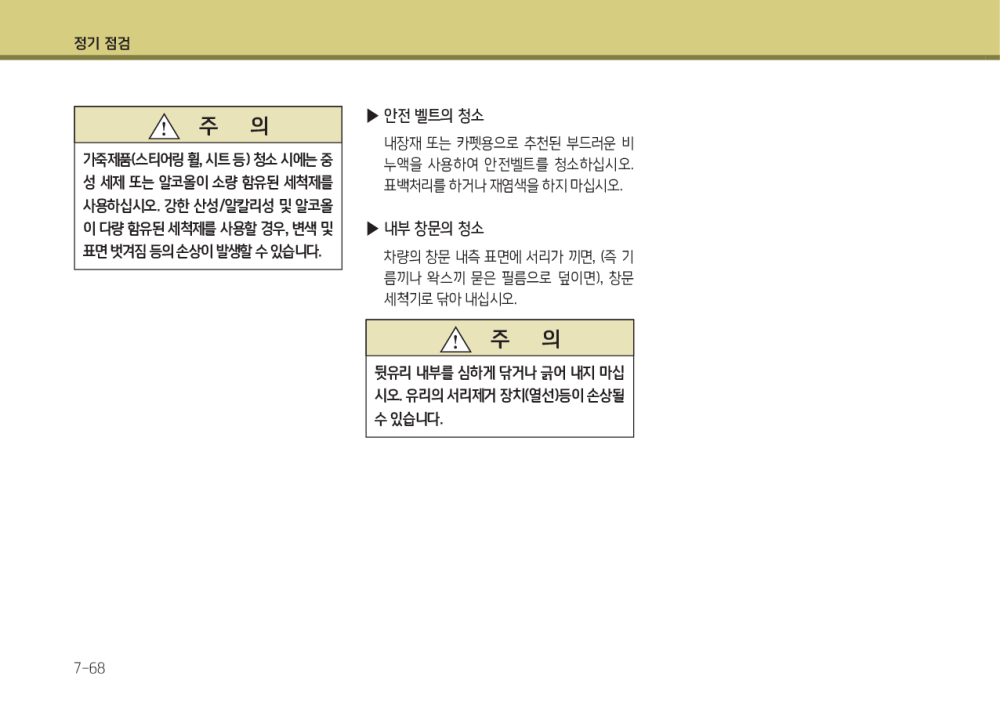 정기 점검
주 의
가죽제품(스티어링 휠, 시트 등) 청소 시에는 중
성 세제 또는 알코올이 소량 함유된 세척제를
사용하십시오. 강한 산성/알칼리성 및 알코올
이 다량 함유된 세척제를 사용할 경우, 변색 및
표면 벗겨짐 등의 손상이 발생할 수 있습니다.
▶ 안전 벨트의 청소
내장재 또는 카펫용으로 추천된 부드러운 비
누액을 사용하여 안전벨트를 청소하십시오.
표백처리를 하거나 재염색을 하지 마십시오.
▶ 내부 창문의 청소
차량의 창문 내측 표면에 서리가 끼면, (즉 기
름끼나 왁스끼 묻은 필름으로 덮이면), 창문
세척기로 닦아 내십시오.
주 의
뒷유리 내부를 심하게 닦거나 긁어 내지 마십
시오. 유리의 서리제거 장치(열선)등이 손상될
수 있습니다.
7-68